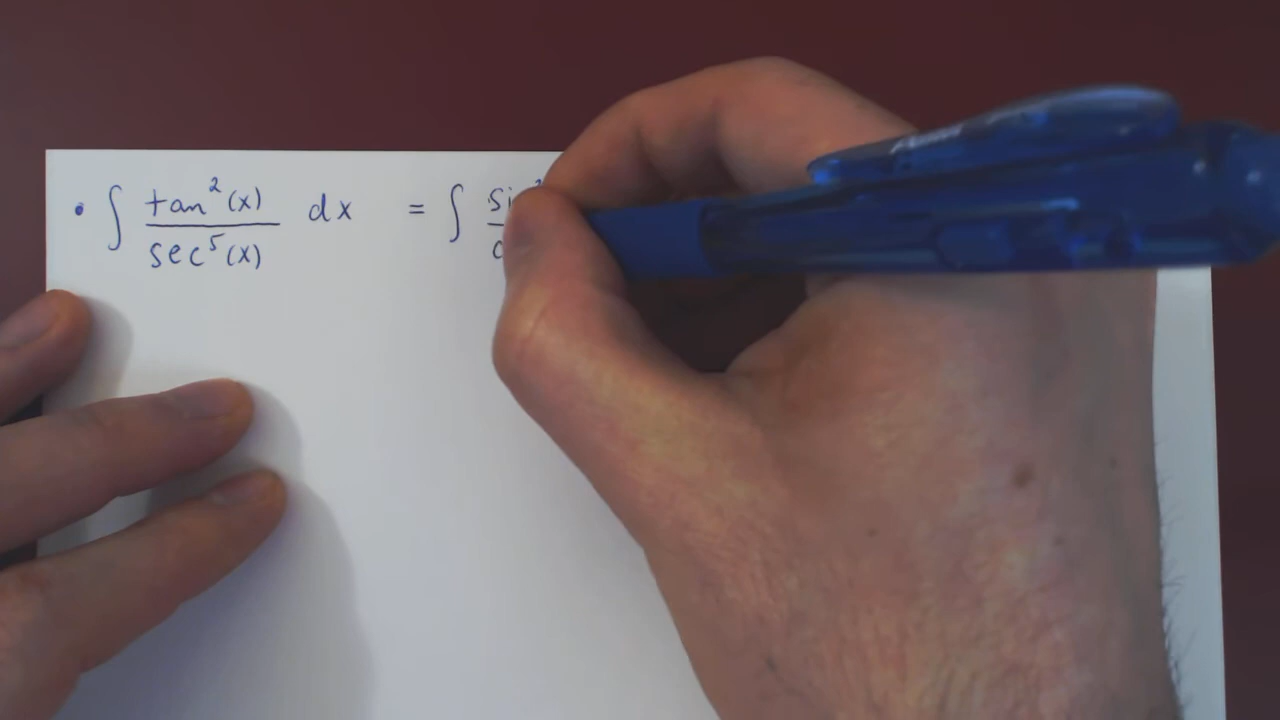 • ∫ tan²(x) / sec⁵(x) dx = ∫